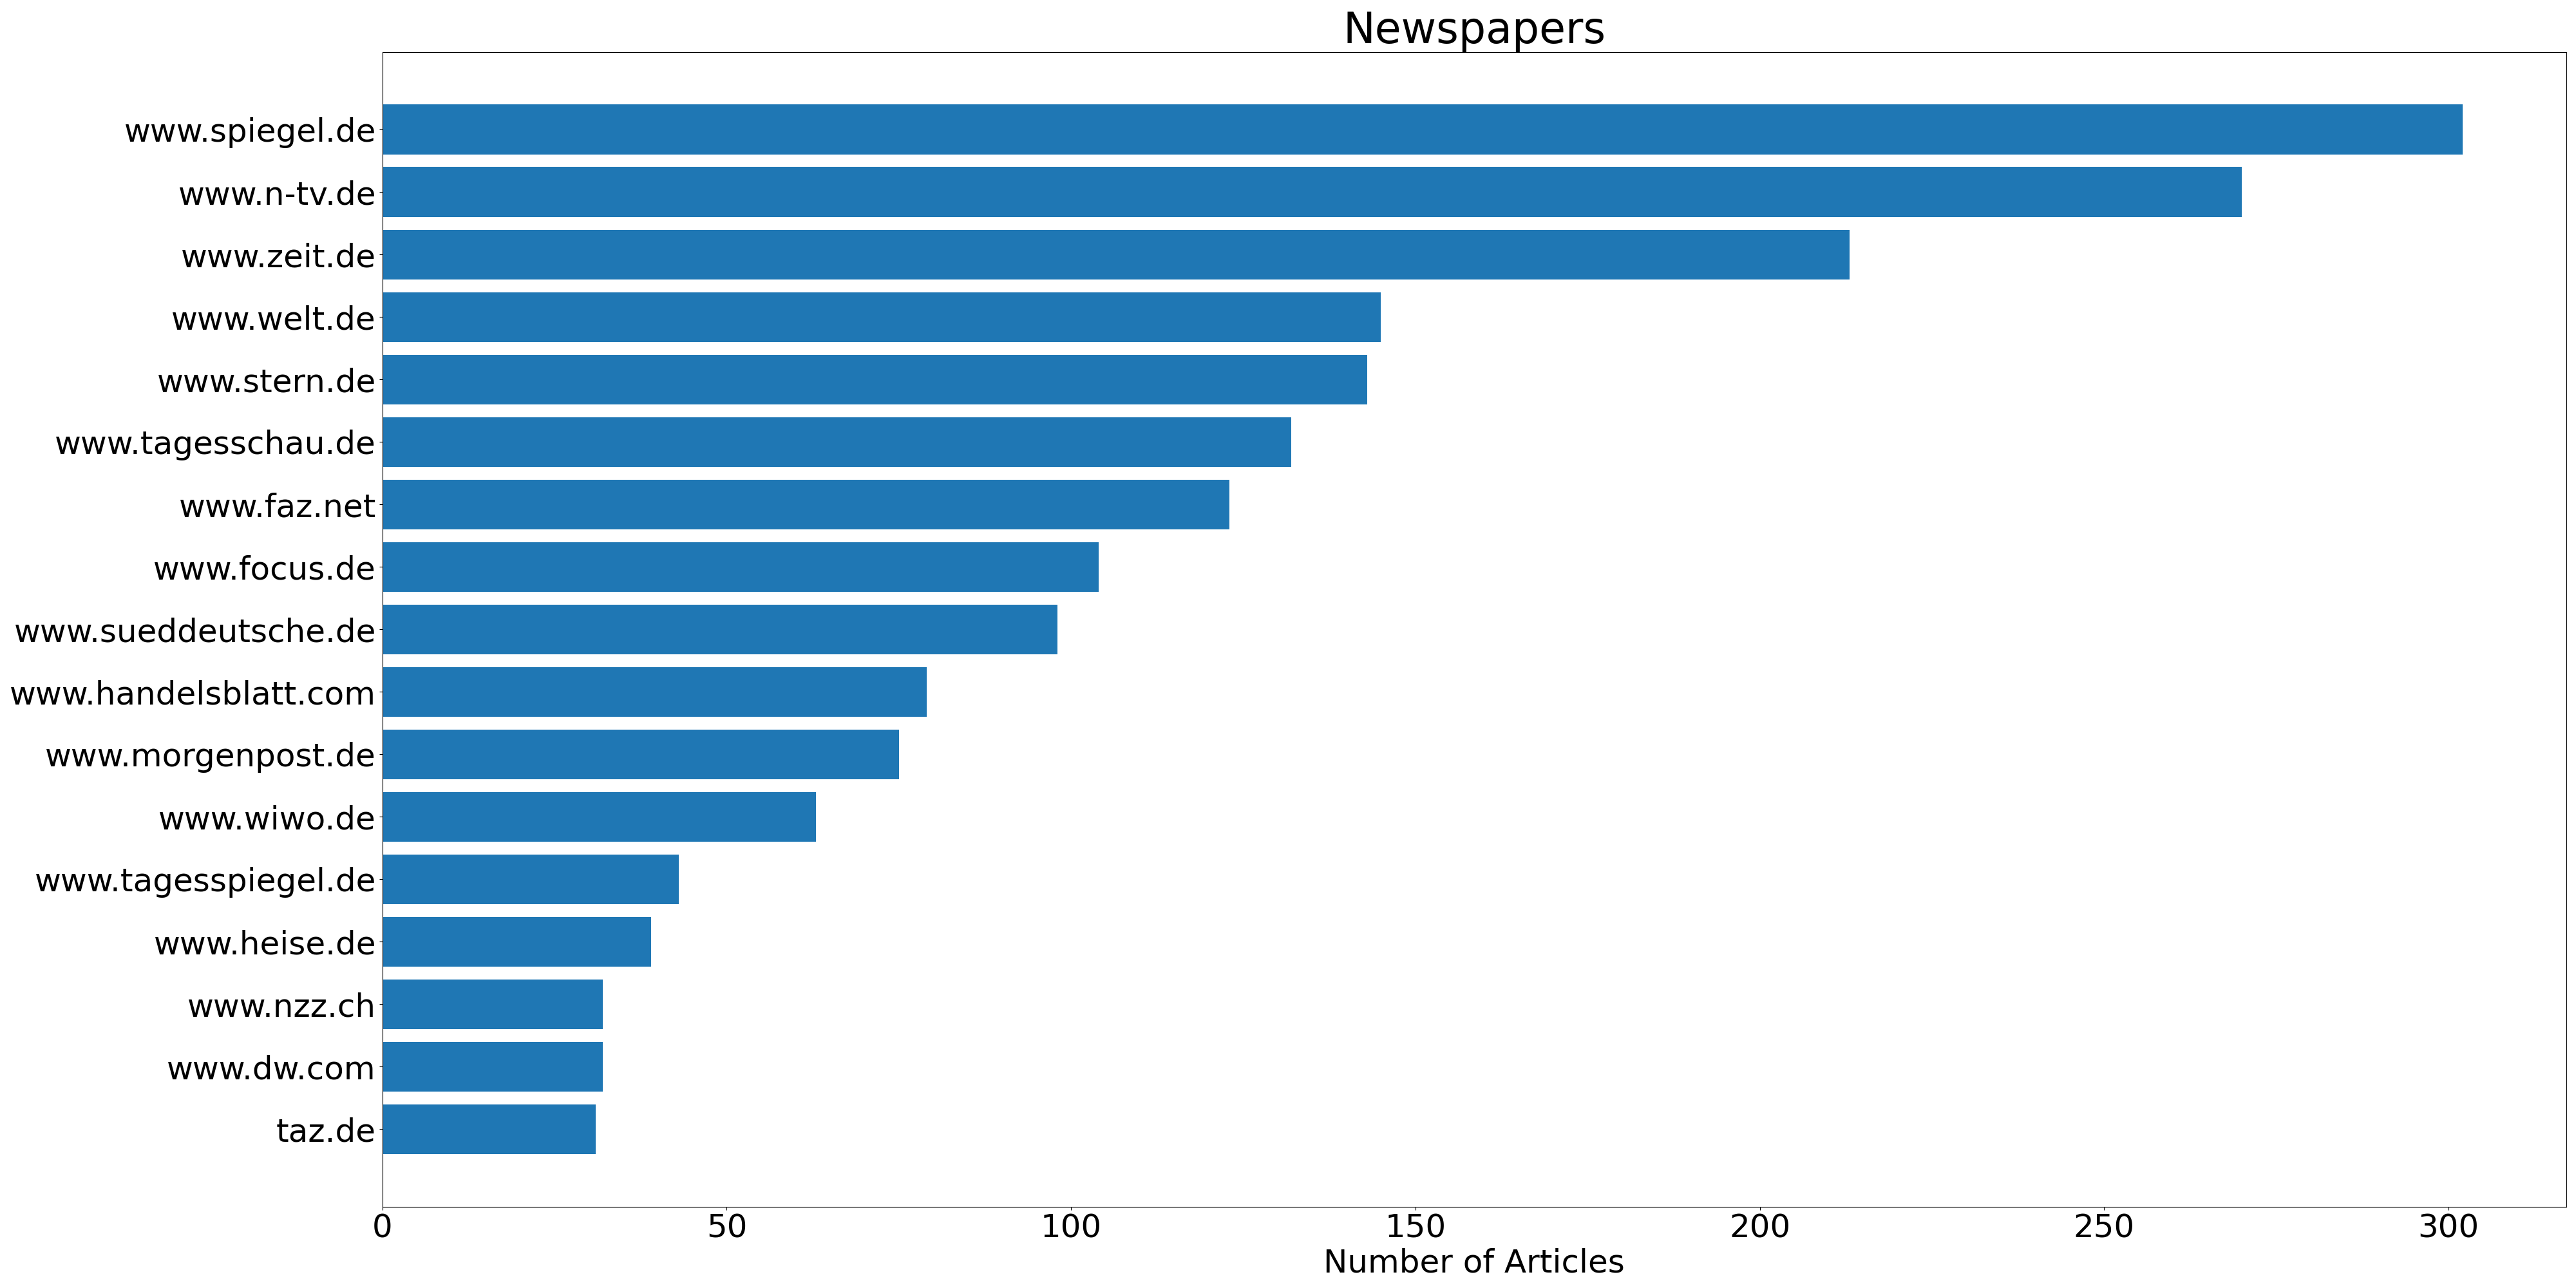 Newspapers
www.spiegel.de
www.n-tv.de
www.zeit.de
www.welt.de
www.stern.de
www.tagesschau.de
www.faz.net
www.focus.de
www.sueddeutsche.de
www.handelsblatt.com
www.morgenpost.de
www.wiwo.de
www.tagesspiegel.de
www.heise.de
www.nzz.ch
www.dw.com
taz.de
0 50 100 150 200 250 300
Number of Articles